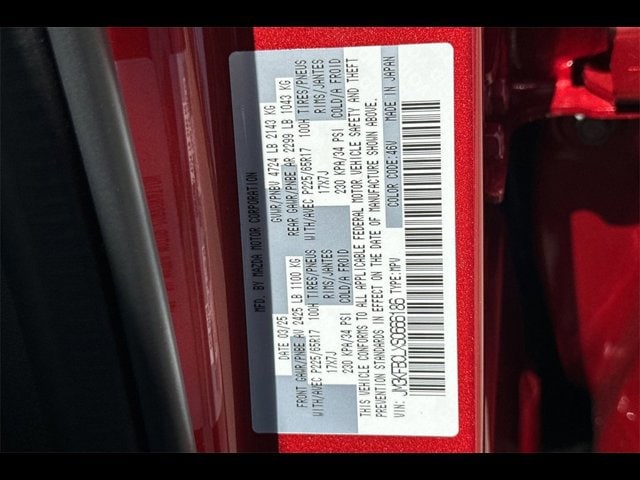 MFD. BY MAZDA MOTOR CORPORATION
DATE 03/25
GVWR/PNBV 4724 LB 2143 KG
FRONT GAWR/PNBE AV 2425 LB 1100 KG
REAR GAWR/PNBE AR 2299 LB 1043 KG
WITH/AVEC P225/65R17 100H TIRES/PNEUS
WITH/AVEC P225/65R17 100H TIRES/PNEUS
17X7J RIMS/JANTES
17X7J RIMS/JANTES
230 KPA/34 PSI COLD/A FROID
230 KPA/34 PSI COLD/A FROID
THIS VEHICLE CONFORMS TO ALL APPLICABLE FEDERAL MOTOR VEHICLE SAFETY AND THEFT
PREVENTION STANDARDS IN EFFECT ON THE DATE OF MANUFACTURE SHOWN ABOVE.
COLOR CODE:46V MADE IN JAPAN
VIN: TYPE:MPV